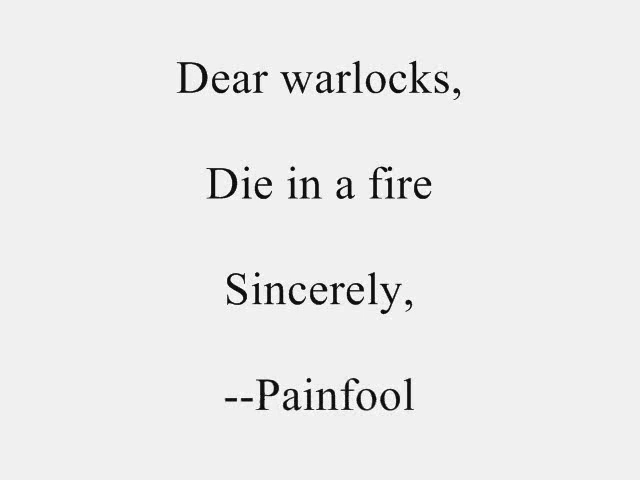 Dear warlocks,
Die in a fire
Sincerely,
--Painfool